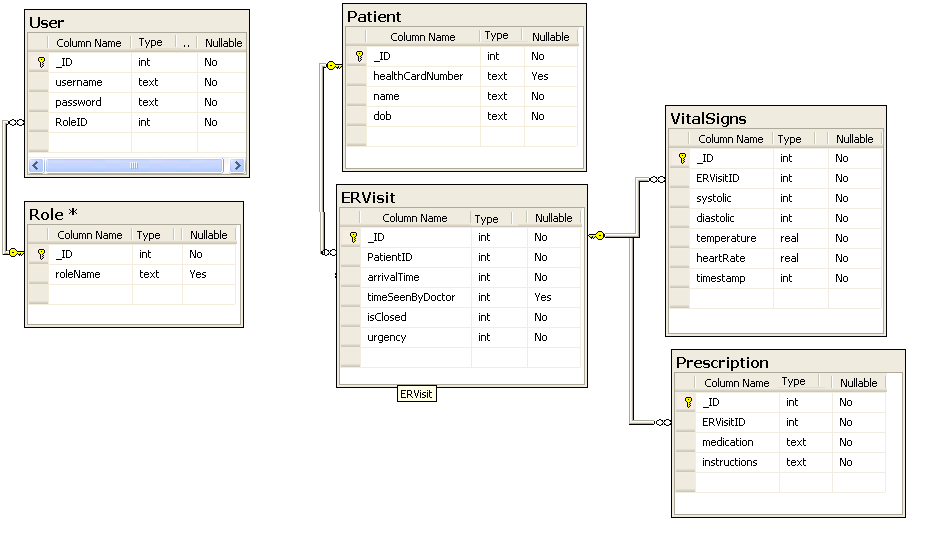 User
Column Name Type .. Nullable
_ID int No
username text No
password text No
RoleID int No
Role *
Column Name Type Nullable
_ID int No
roleName text Yes
Patient
Column Name Type Nullable
_ID int No
healthCardNumber text Yes
name text No
dob text No
ERVisit
Column Name Type Nullable
_ID int No
PatientID int No
arrivalTime int No
timeSeenByDoctor int Yes
isClosed int No
urgency int No
ERVisit
VitalSigns
Column Name Type Nullable
_ID int No
ERVisitID int No
systolic int No
diastolic int No
temperature real No
heartRate real No
timestamp int No
Prescription
Column Name Type Nullable
_ID int No
ERVisitID int No
medication text No
instructions text No